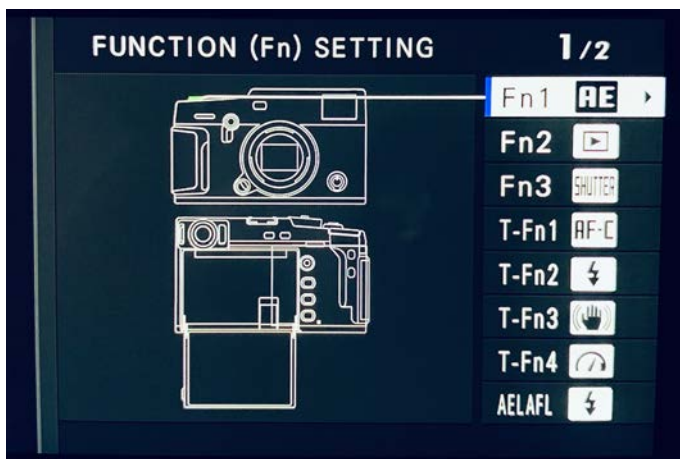 FUNCTION (Fn) SETTING 1/2
Fn1 AE
Fn2
Fn3 SHUTTER
T-Fn1 AF-C
T-Fn2
T-Fn3
T-Fn4
AELAFL